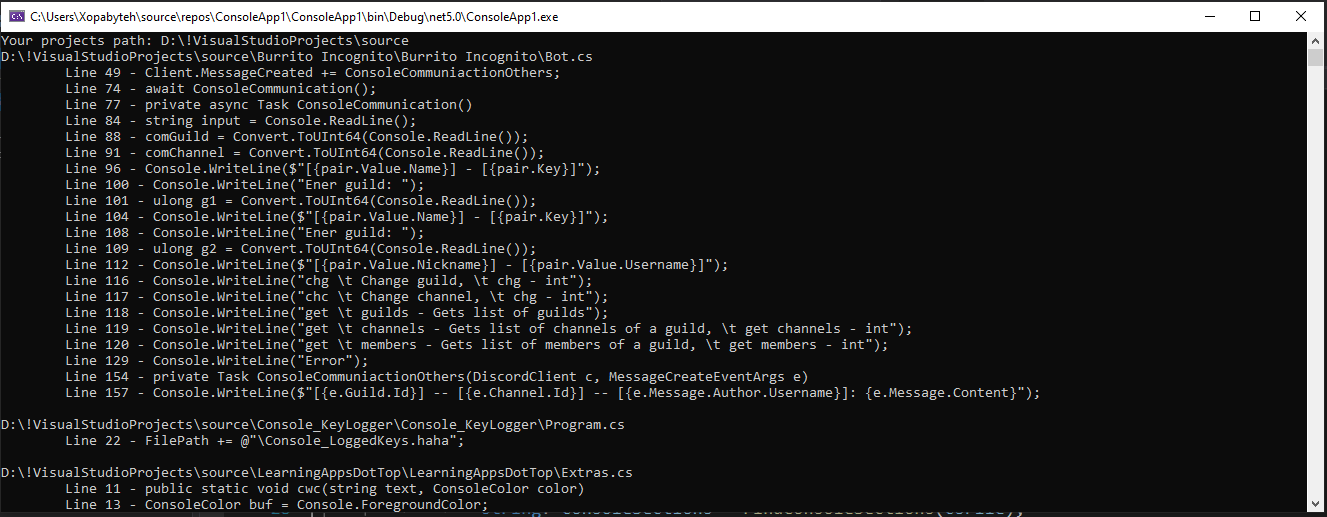 C:\Users\Xopabyteh\source\repos\ConsoleApp1\ConsoleApp1\bin\Debug\net5.0\ConsoleApp1.exe
Your projects path: D:\!VisualStudioProjects\source
D:\!VisualStudioProjects\source\Burrito Incognito\Burrito Incognito\Bot.cs
Line 49 - Client.MessageCreated += ConsoleCommuniactionOthers;
Line 74 - await ConsoleCommunication();
Line 77 - private async Task ConsoleCommunication()
Line 84 - string input = Console.ReadLine();
Line 88 - comGuild = Convert.ToUInt64(Console.ReadLine());
Line 91 - comChannel = Convert.ToUInt64(Console.ReadLine());
Line 96 - Console.WriteLine($"[{pair.Value.Name}] - [{pair.Key}]");
Line 100 - Console.WriteLine("Ener guild: ");
Line 101 - ulong g1 = Convert.ToUInt64(Console.ReadLine());
Line 104 - Console.WriteLine($"[{pair.Value.Name}] - [{pair.Key}]");
Line 108 - Console.WriteLine("Ener guild: ");
Line 109 - ulong g2 = Convert.ToUInt64(Console.ReadLine());
Line 112 - Console.WriteLine($"[{pair.Value.Nickname}] - [{pair.Value.Username}]");
Line 116 - Console.WriteLine("chg \t Change guild, \t chg - int");
Line 117 - Console.WriteLine("chc \t Change channel, \t chg - int");
Line 118 - Console.WriteLine("get \t guilds - Gets list of guilds");
Line 119 - Console.WriteLine("get \t channels - Gets list of channels of a guild, \t get channels - int");
Line 120 - Console.WriteLine("get \t members - Gets list of members of a guild, \t get members - int");
Line 129 - Console.WriteLine("Error");
Line 154 - private Task ConsoleCommuniactionOthers(DiscordClient c, MessageCreateEventArgs e)
Line 157 - Console.WriteLine($"[{e.Guild.Id}] -- [{e.Channel.Id}] -- [{e.Message.Author.Username}]: {e.Message.Content}");
D:\!VisualStudioProjects\source\Console_KeyLogger\Console_KeyLogger\Program.cs
Line 22 - FilePath += @"\Console_LoggedKeys.haha";
D:\!VisualStudioProjects\source\LearningAppsDotTop\LearningAppsDotTop\Extras.cs
Line 11 - public static void cwc(string text, ConsoleColor color)
Line 13 - ConsoleColor buf = Console.ForegroundColor;